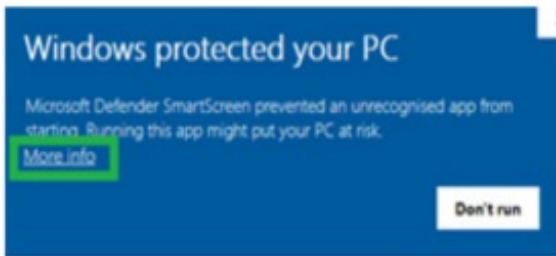 Windows protected your PC
Microsoft Defender SmartScreen prevented an unrecognised app from
starting. Running this app might put your PC at risk.
More info
Don't run